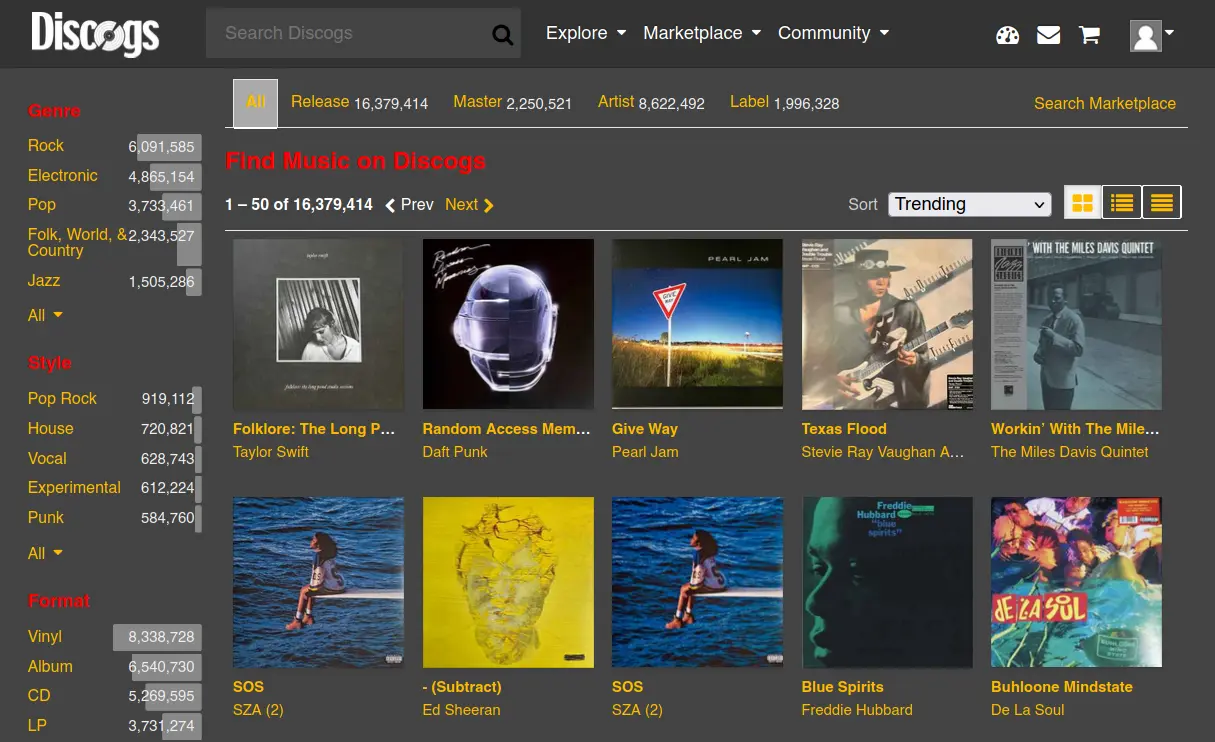 Discogs
Search Discogs
Explore Marketplace Community
All Release 16,379,414 Master 2,250,521 Artist 8,622,492 Label 1,996,328 Search Marketplace
Genre
Rock 6,091,585
Electronic 4,865,154
Pop 3,733,461
Folk, World, & 2,343,527
Country
Jazz 1,505,286
All
Style
Pop Rock 919,112
House 720,821
Vocal 628,743
Experimental 612,224
Punk 584,760
All
Format
Vinyl 8,338,728
Album 6,540,730
CD 5,269,595
LP 3,731,274
Find Music on Discogs
1 – 50 of 16,379,414 Prev Next Sort Trending
taylor swift
folklore: the long pond studio sessions
Random
Access
Memories
PEARL JAM
GIVE WAY
WITH THE MILES DAVIS QUINTET
Folklore: The Long P...
Taylor Swift
Random Access Mem...
Daft Punk
Give Way
Pearl Jam
Texas Flood
Stevie Ray Vaughan A...
Workin' With The Mile...
The Miles Davis Quintet
Freddie
Hubbard
"blue
spirits"
DE LA SOUL
SOS
SZA (2)
- (Subtract)
Ed Sheeran
SOS
SZA (2)
Blue Spirits
Freddie Hubbard
Buhloone Mindstate
De La Soul